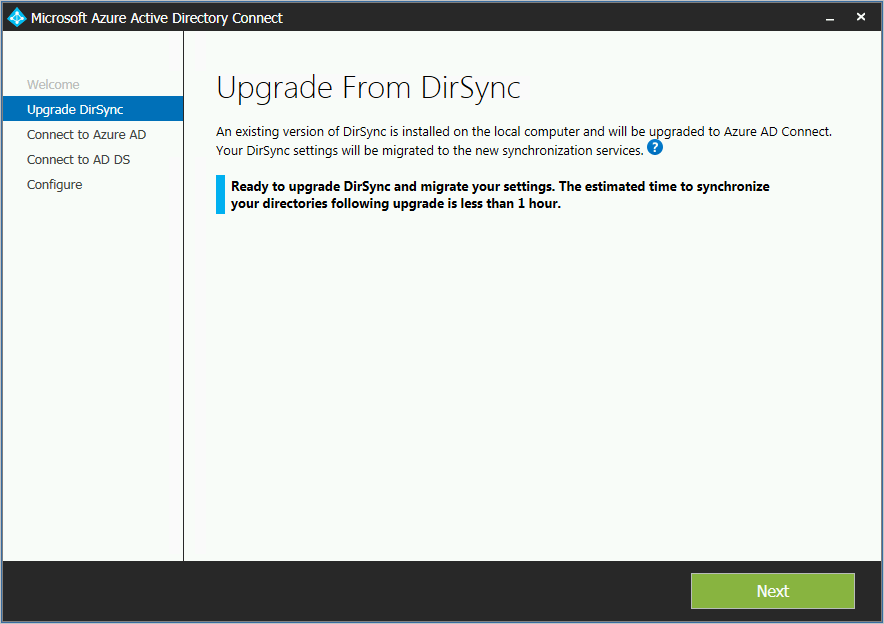 Microsoft Azure Active Directory Connect
Welcome
Upgrade DirSync
Connect to Azure AD
Connect to AD DS
Configure
Upgrade From DirSync
An existing version of DirSync is installed on the local computer and will be upgraded to Azure AD Connect.
Your DirSync settings will be migrated to the new synchronization services. ?
Ready to upgrade DirSync and migrate your settings. The estimated time to synchronize
your directories following upgrade is less than 1 hour.
Next